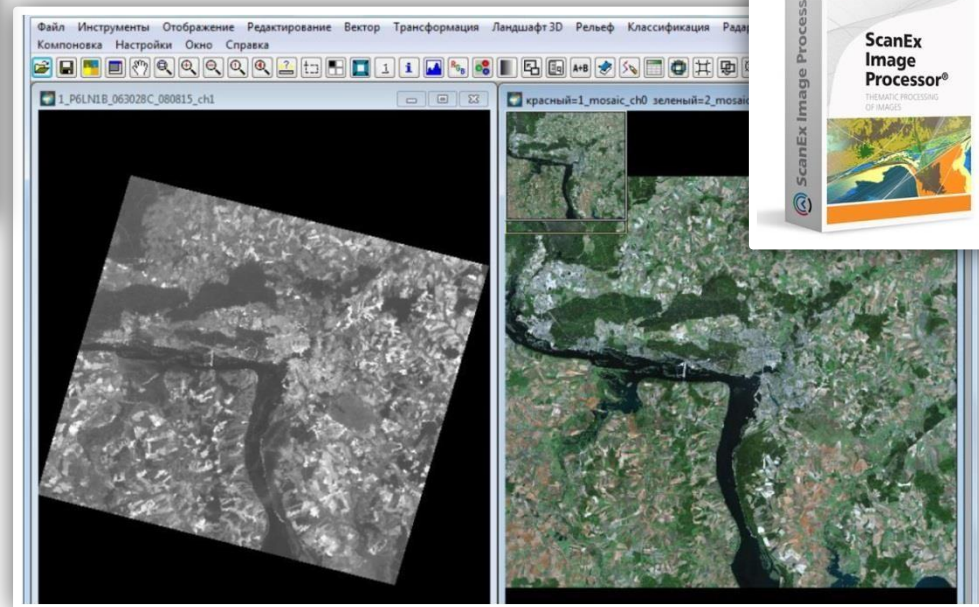 Файл Инструменты Отображение Редактирование Вектор Трансформация Ландшафт 3D Рельеф Классификация
Компоновка Настройки Окно Справка
1_P6LN1B_063028C_080815_ch1
красный=1_mosaic_ch0 зеленый=2_mosaic
ScanEx
Image
Processor®
THEMATIC PROCESSING
OF IMAGES
ScanEx Image